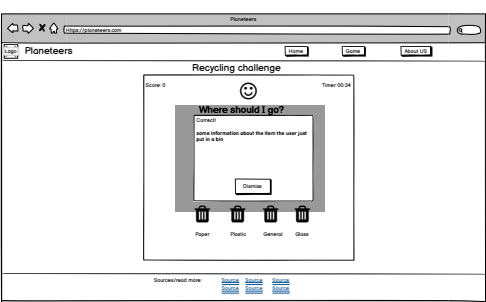 Planeteers
Https://planeteers.com
Logo
Planeteers
Home
Game
About US
Recycling challenge
Score: 0
Timer 00:34
Where should I go?
Correct!
some information about the item the user just
put in a bin
Dismiss
Paper
Plastic
General
Glass
Sources/read more:
Source Source Source
Source Source Source